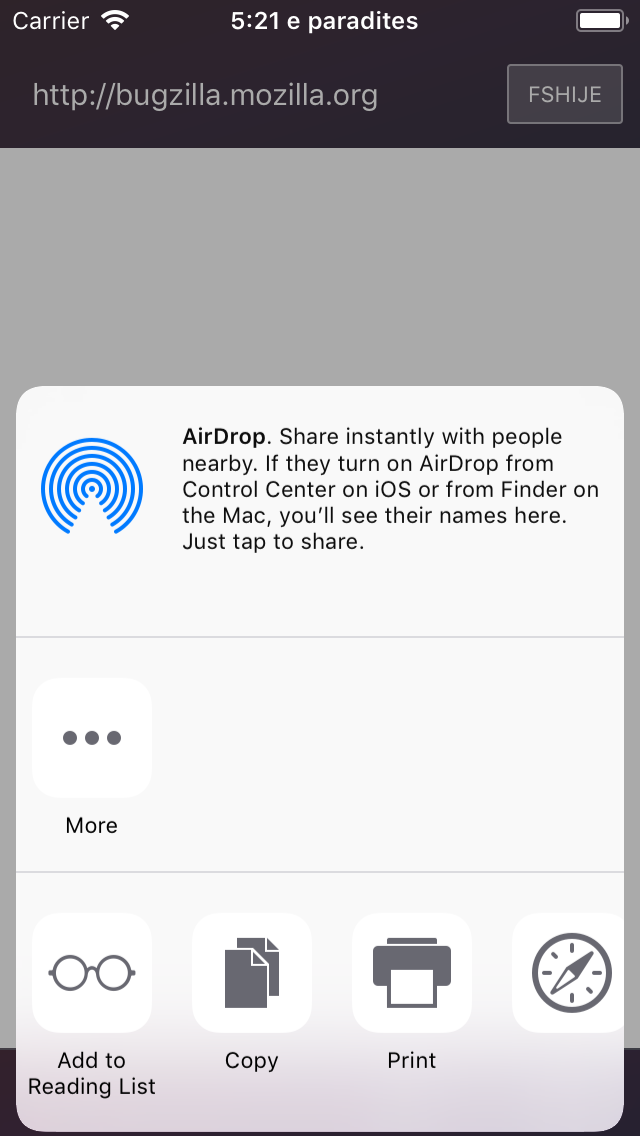 Carrier 5:21 e paradites
http://bugzilla.mozilla.org FSHIJE
AirDrop. Share instantly with people
nearby. If they turn on AirDrop from
Control Center on iOS or from Finder on
the Mac, you’ll see their names here.
Just tap to share.
More
Add to
Reading List
Copy
Print